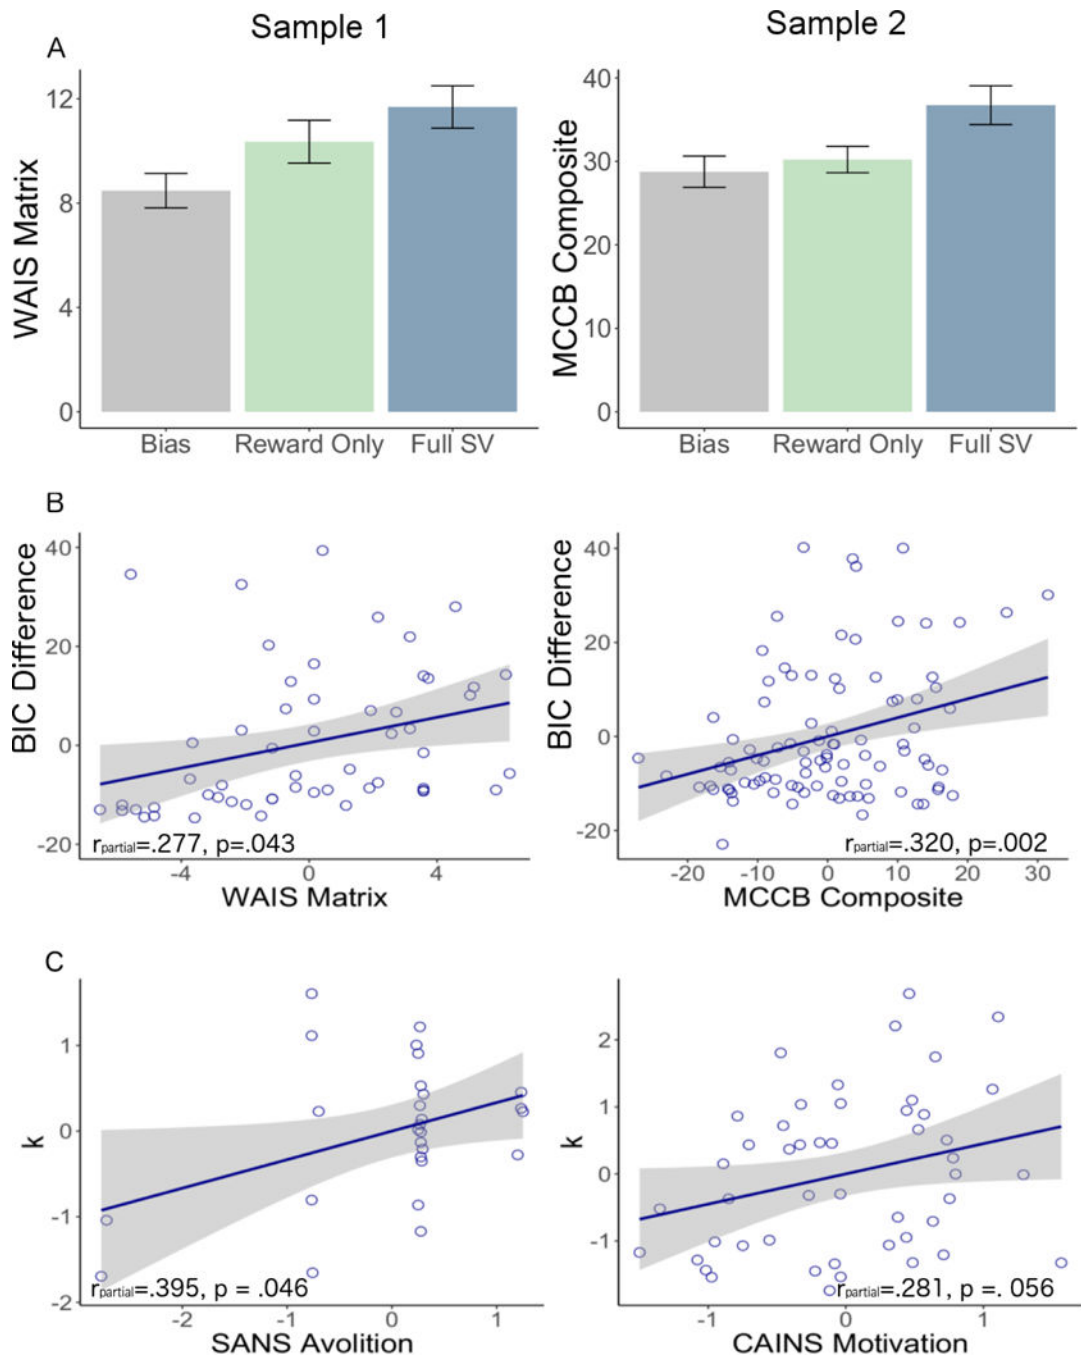 Sample 1
Sample 2
A
WAIS Matrix
12
8
4
0
Bias Reward Only Full SV
MCCB Composite
40
30
20
10
0
Bias Reward Only Full SV
B
BIC Difference
40
20
0
-20
rpartial=.277, p=.043
-4 0 4
WAIS Matrix
BIC Difference
40
20
0
-20
rpartial=.320, p=.002
-20 -10 0 10 20 30
MCCB Composite
C
k
1
0
-1
-2
rpartial=.395, p = .046
-2 -1 0 1
SANS Avolition
k
2
1
0
-1
rpartial=.281, p =. 056
-1 0 1
CAINS Motivation